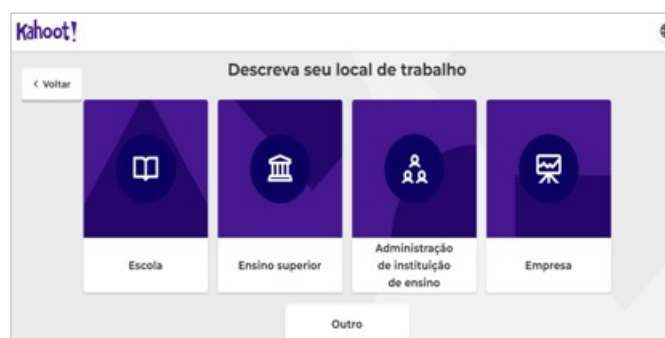 Kahoot!
Descreva seu local de trabalho
< Voltar
Escola
Ensino superior
Administração
de instituição
de ensino
Empresa
Outro